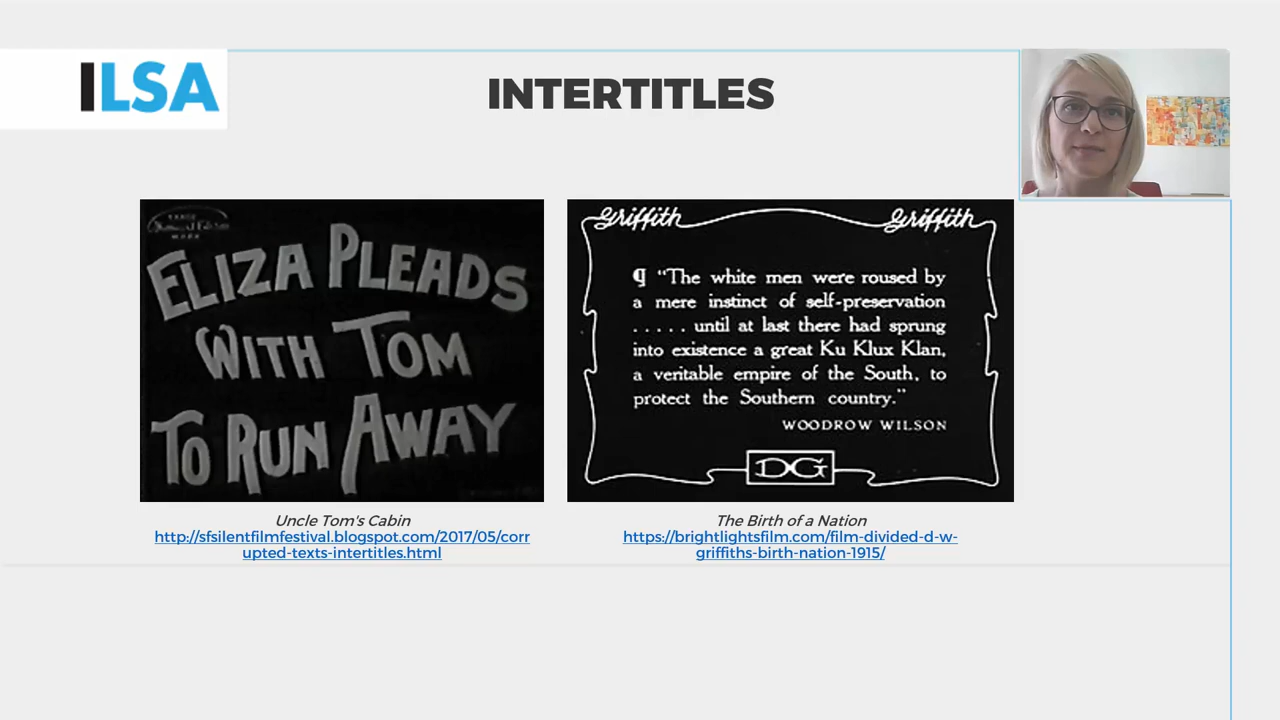 ILSA
INTERTITLES
ELIZA PLEADS
WITH TOM
TO RUN AWAY
Griffith Griffith
¶ “The white men were roused by
a mere instinct of self-preservation
. . . . . until at last there had sprung
into existence a great Ku Klux Klan,
a veritable empire of the South, to
protect the Southern country.”
WOODROW WILSON
DG
Uncle Tom's Cabin
http://sfsilentfilmfestival.blogspot.com/2017/05/corr
upted-texts-intertitles.html
The Birth of a Nation
https://brightlightsfilm.com/film-divided-d-w-
griffiths-birth-nation-1915/